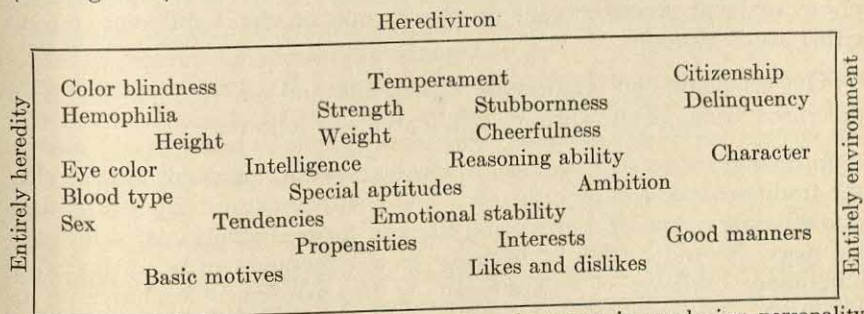 Herediviron
Entirely heredity
Color blindness Temperament Citizenship
Hemophilia Strength Stubbornness Delinquency
Height Weight Cheerfulness
Eye color Intelligence Reasoning ability Character
Blood type Special aptitudes Ambition
Sex Tendencies Emotional stability
Propensities Interests Good manners
Basic motives Likes and dislikes
Entirely environment
personality